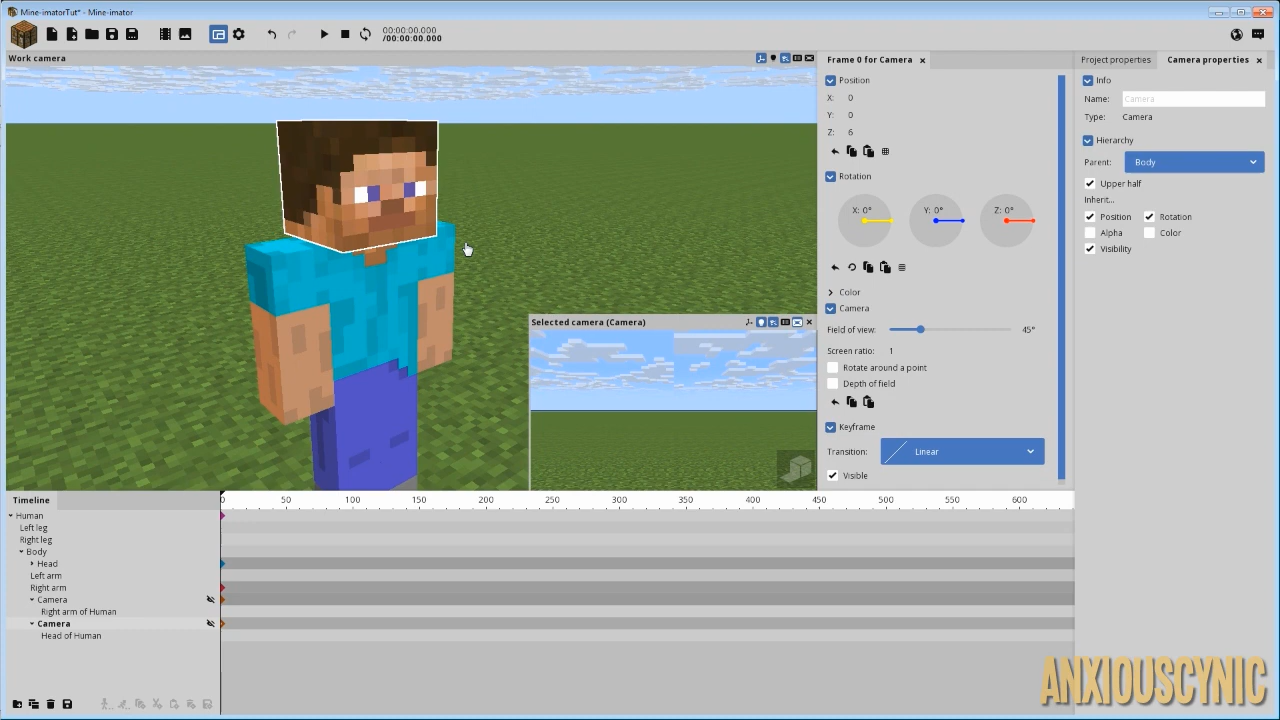 Mine-imatorTut* - Mine-imator
00:00:00.000
/00:00:00.000
Work camera
Selected camera (Camera)
Frame 0 for Camera
Position
X: 0
Y: 0
Z: 6
Rotation
X: 0° Y: 0° Z: 0°
Color
Camera
Field of view: 45°
Screen ratio: 1
Rotate around a point
Depth of field
Keyframe
Transition: Linear
Visible
Project properties Camera properties
Info
Name: Camera
Type: Camera
Hierarchy
Parent: Body
Upper half
Inherit...
Position Rotation
Alpha Color
Visibility
Timeline
0 50 100 150 200 250 300 350 400 450 500 550 600
Human
Left leg
Right leg
Body
Head
Left arm
Right arm
Camera
Right arm of Human
Camera
Head of Human
ANXIOUSCYNIC